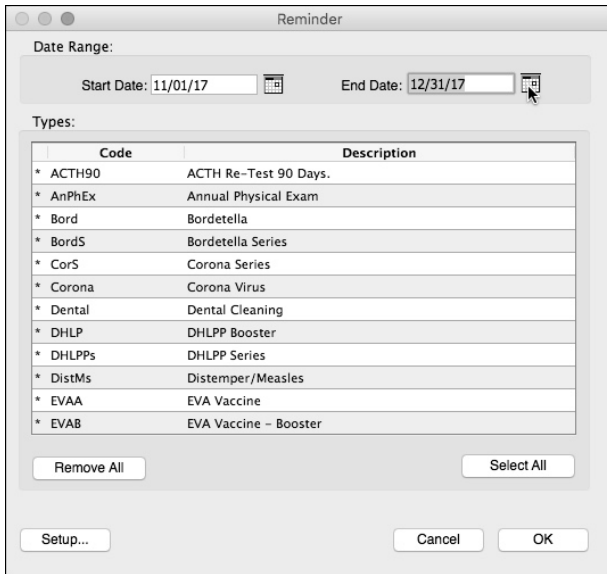 Reminder
Date Range:
Start Date: 11/01/17 End Date: 12/31/17
Types:
Code Description
* ACTH90 ACTH Re-Test 90 Days.
* AnPhEx Annual Physical Exam
* Bord Bordetella
* BordS Bordetella Series
* CorS Corona Series
* Corona Corona Virus
* Dental Dental Cleaning
* DHLP DHLPP Booster
* DHLPPs DHLPP Series
* DistMs Distemper/Measles
* EVAA EVA Vaccine
* EVAB EVA Vaccine – Booster
Remove All Select All
Setup... Cancel OK